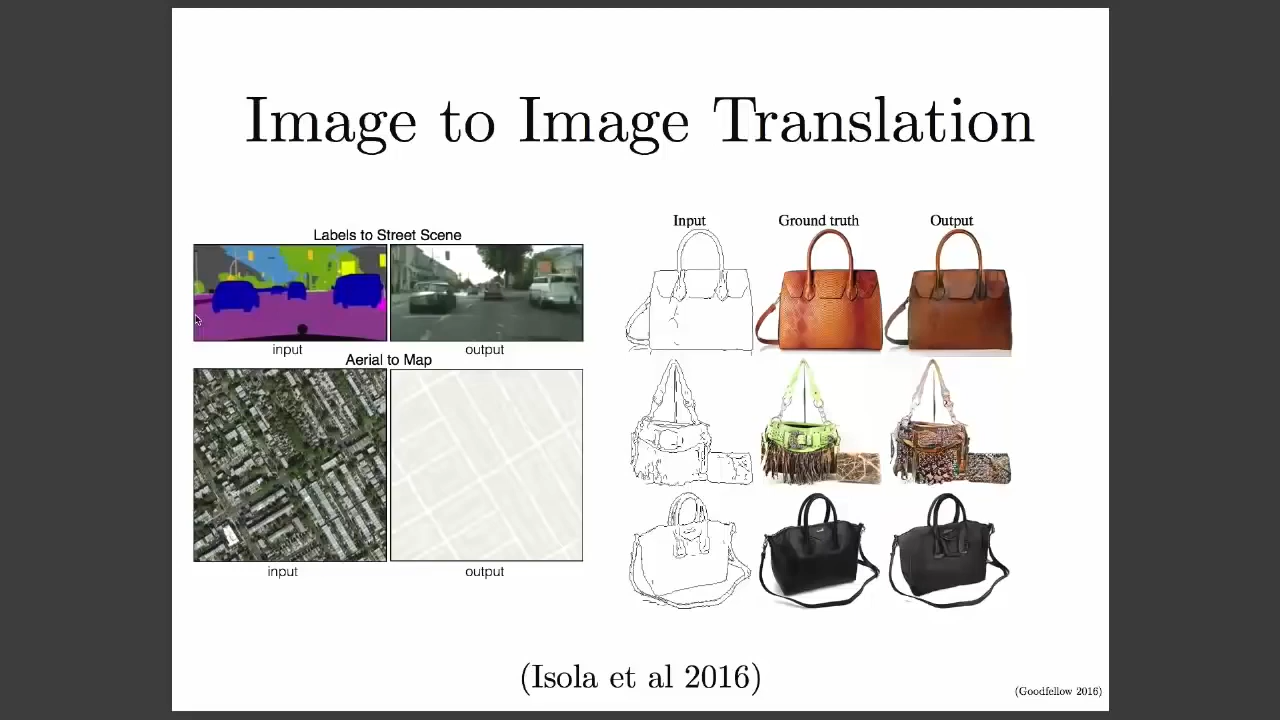 Image to Image Translation
Labels to Street Scene
input
output
Aerial to Map
input
output
Input
Ground truth
Output
(Isola et al 2016)
(Goodfellow 2016)